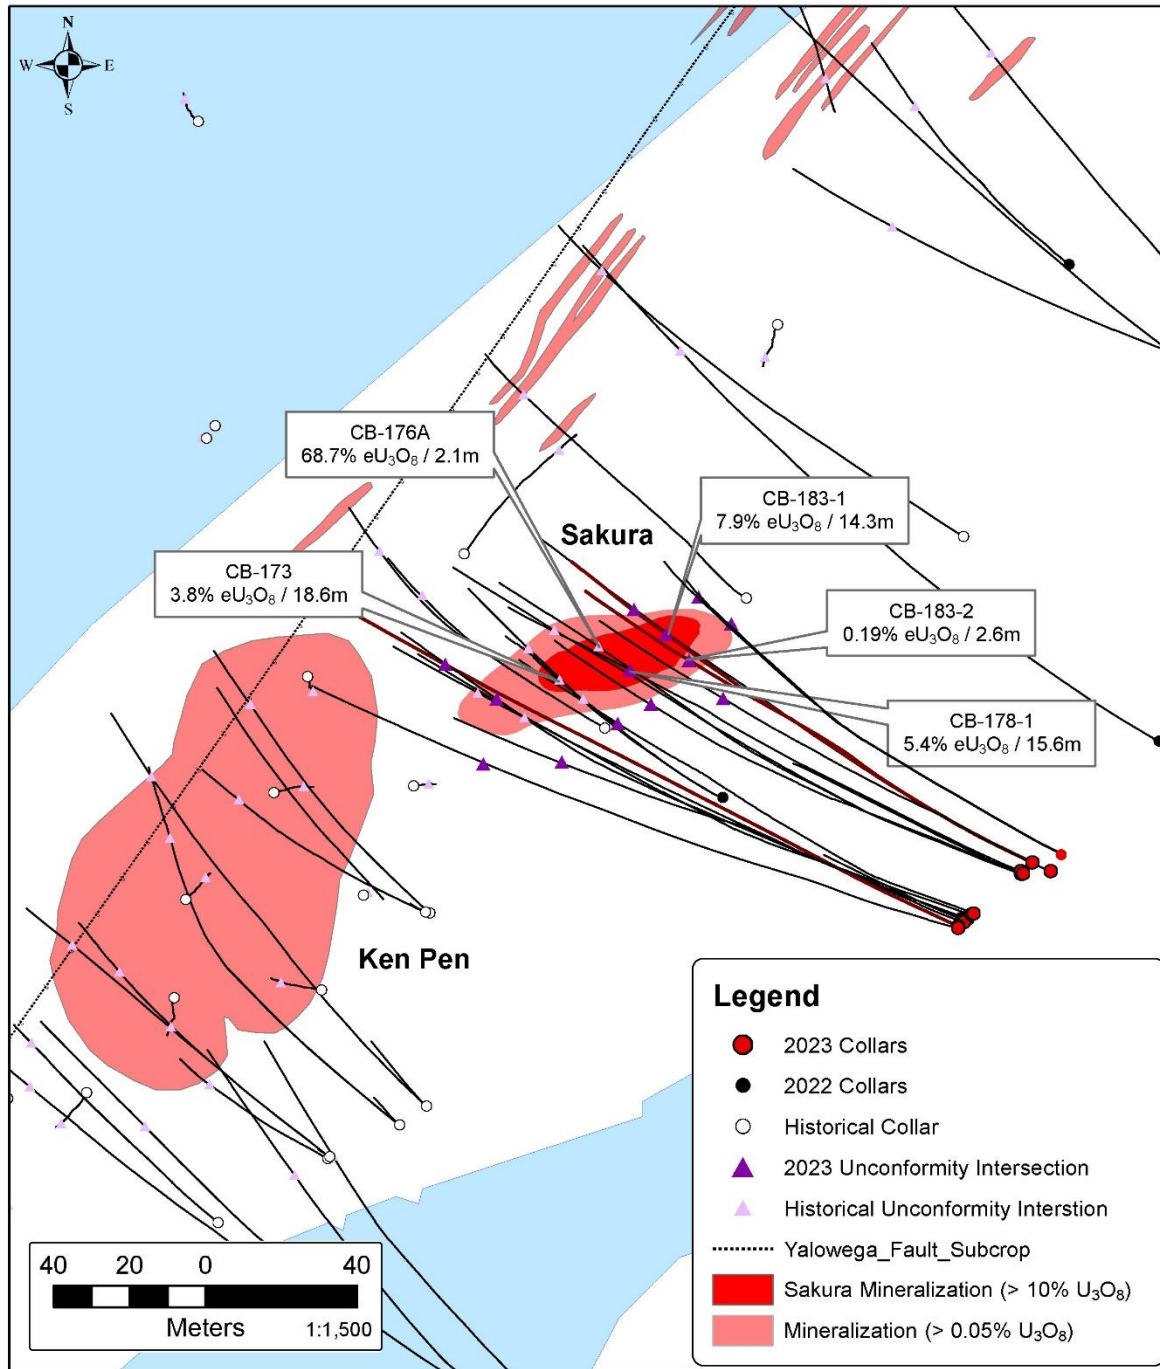 N
W
E
S
CB-176A
68.7% eU₃O₈ / 2.1m
CB-183-1
7.9% eU₃O₈ / 14.3m
Sakura
CB-173
3.8% eU₃O₈ / 18.6m
CB-183-2
0.19% eU₃O₈ / 2.6m
CB-178-1
5.4% eU₃O₈ / 15.6m
Ken Pen
Legend
2023 Collars
2022 Collars
Historical Collar
2023 Unconformity Intersection
Historical Unconformity Interstion
Yalowega_Fault_Subcrop
Sakura Mineralization (> 10% U₃O₈)
Mineralization (> 0.05% U₃O₈)
40 20 0 40
Meters 1:1,500